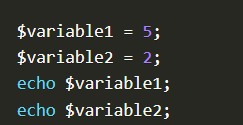 $variable1 = 5;
$variable2 = 2;
echo $variable1;
echo $variable2;